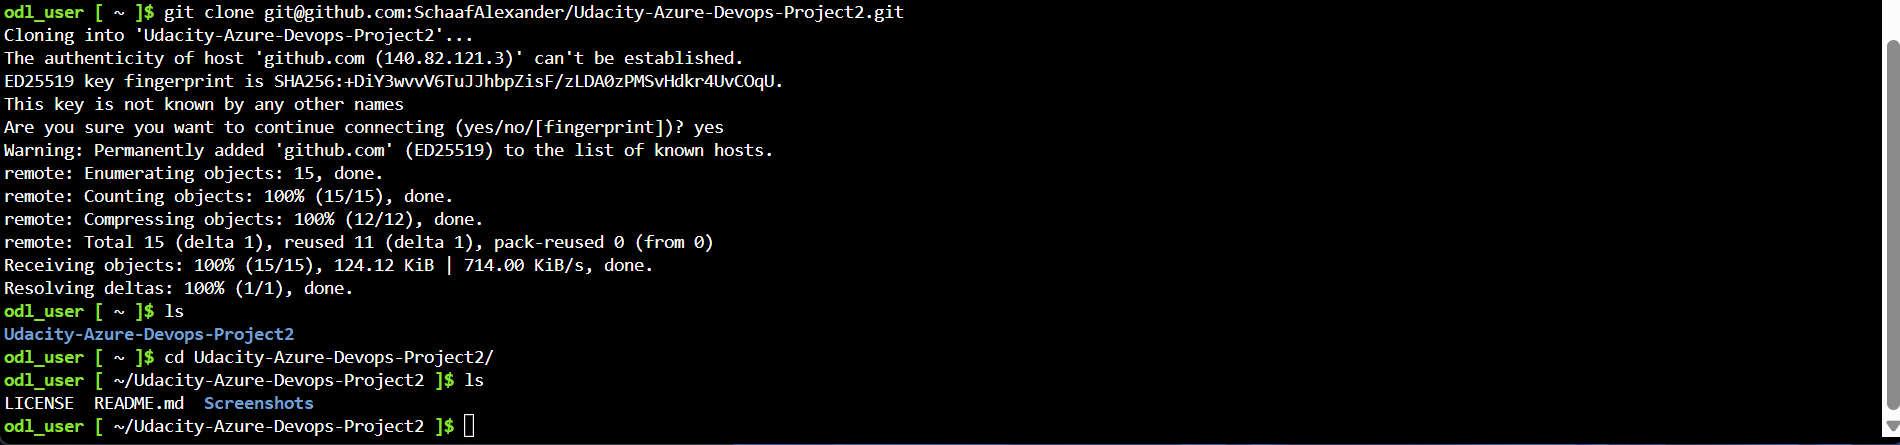 odl_user [ ~ ]$ git clone git@github.com:SchaafAlexander/Udacity-Azure-Devops-Project2.git
Cloning into 'Udacity-Azure-Devops-Project2'...
The authenticity of host 'github.com (140.82.121.3)' can't be established.
ED25519 key fingerprint is SHA256:+DiY3wvvV6TuJJhbpZisF/zLDA0zPMSvHdkr4UvCOqU.
This key is not known by any other names
Are you sure you want to continue connecting (yes/no/[fingerprint])? yes
Warning: Permanently added 'github.com' (ED25519) to the list of known hosts.
remote: Enumerating objects: 15, done.
remote: Counting objects: 100% (15/15), done.
remote: Compressing objects: 100% (12/12), done.
remote: Total 15 (delta 1), reused 11 (delta 1), pack-reused 0 (from 0)
Receiving objects: 100% (15/15), 124.12 KiB | 714.00 KiB/s, done.
Resolving deltas: 100% (1/1), done.
odl_user [ ~ ]$ ls
Udacity-Azure-Devops-Project2
odl_user [ ~ ]$ cd Udacity-Azure-Devops-Project2/
odl_user [ ~/Udacity-Azure-Devops-Project2 ]$ ls
LICENSE  README.md  Screenshots
odl_user [ ~/Udacity-Azure-Devops-Project2 ]$